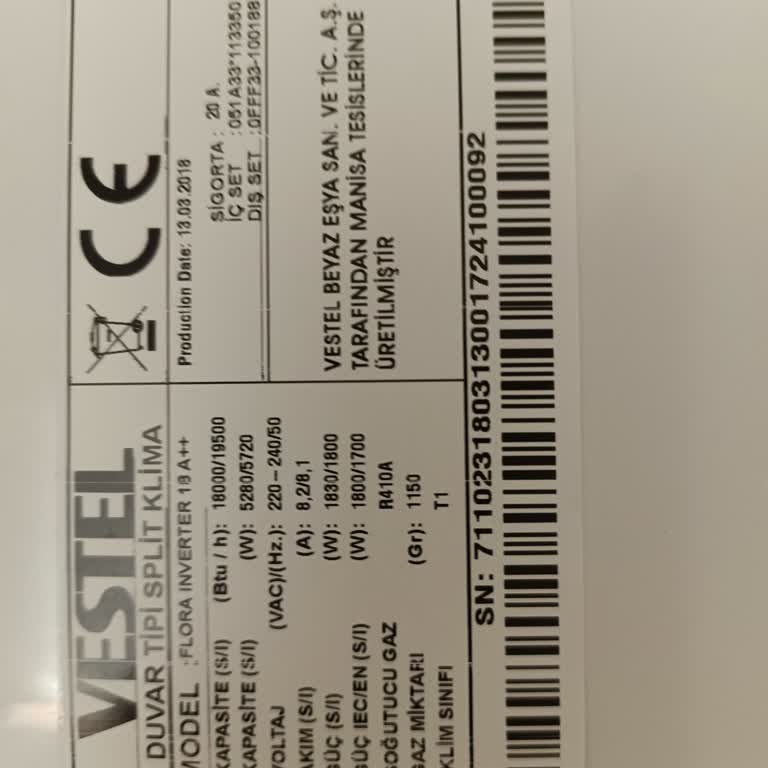 VESTEL
DUVAR TİPİ SPLIT KLİMA
MODEL : FLORA INVERTER 18 A++
KAPASİTE (S/I) (Btu / h): 18000/19500
KAPASİTE (S/I) (W): 5280/5720
VOLTAJ (VAC)/(Hz.): 220-240/50
AKIM (S/I) (A): 8,2/8,1
GÜÇ (S/I) (W): 1830/1800
GÜÇ IEC/EN (S/I) (W): 1800/1700
SOĞUTUCU GAZ R410A
GAZ MİKTARI (Gr): 1150
İKLİM SINIFI T1
CE
Production Date: 13.03.2018
SİGORTA : 20 A.
İÇ SET :051A33*113350
DIŞ SET :0FFF33-100188
VESTEL BEYAZ EŞYA SAN. VE TİC. A.Ş.
TARAFINDAN MANİSA TESİSLERİNDE
ÜRETİLMİŞTİR
SN: 711023180313001724100092